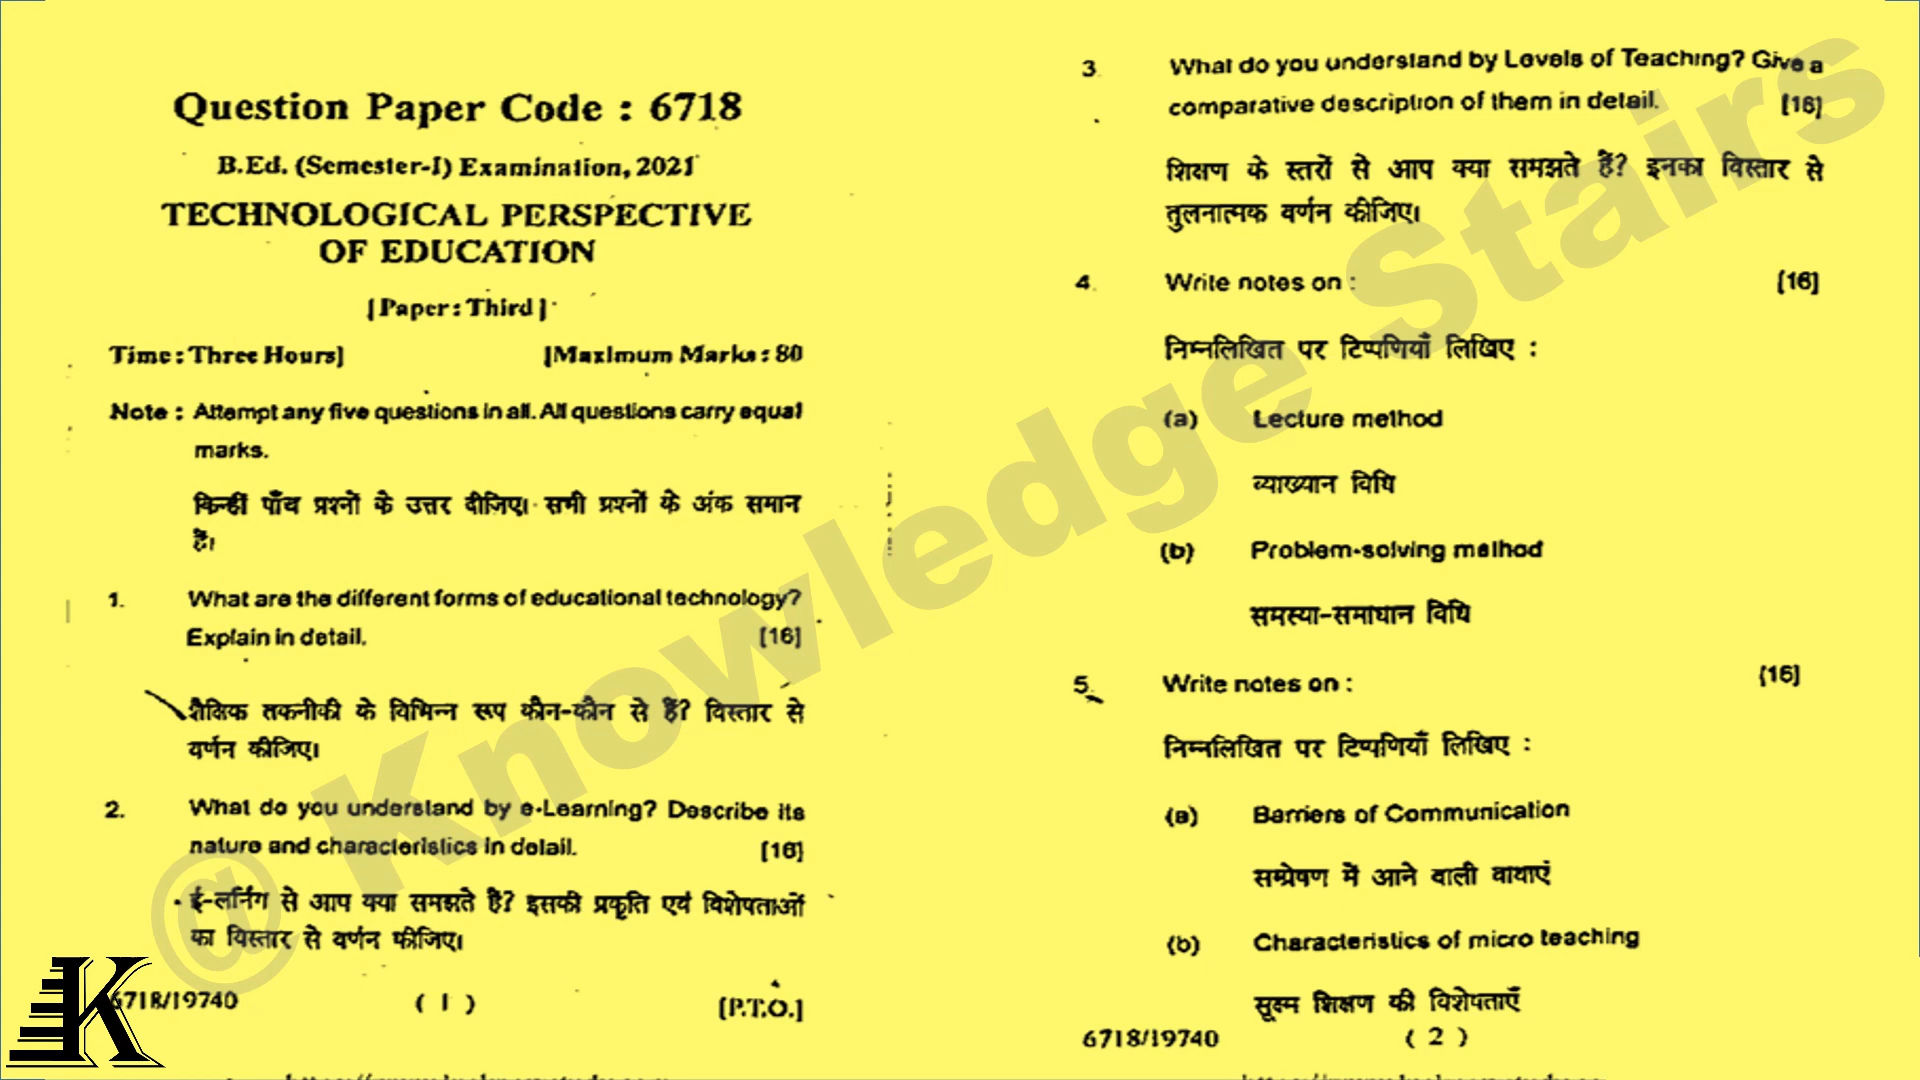 Question Paper Code : 6718
B.Ed. (Semester-I) Examination, 2021
TECHNOLOGICAL PERSPECTIVE
OF EDUCATION
[Paper : Third]
Time : Three Hours]
[Maximum Marks : 80
Note : Attempt any five questions in all. All questions carry equal
marks.
किन्हीं पाँच प्रश्नों के उत्तर दीजिए। सभी प्रश्नों के अंक समान
हैं।
1. What are the different forms of educational technology?
Explain in detail. [16]
शैक्षिक तकनीकी के विभिन्न रूप कौन-कौन से हैं? विस्तार से
वर्णन कीजिए।
2. What do you understand by e-Learning? Describe its
nature and characteristics in detail. [16]
ई-लर्निंग से आप क्या समझते हैं? इसकी प्रकृति एवं विशेषताओं
का विस्तार से वर्णन कीजिए।
6718/19740 ( 1 ) [P.T.O.]
3. What do you understand by Levels of Teaching? Give a
comparative description of them in detail. [16]
शिक्षण के स्तरों से आप क्या समझते हैं? इनका विस्तार से
तुलनात्मक वर्णन कीजिए।
4. Write notes on : [16]
निम्नलिखित पर टिप्पणियाँ लिखिए :
(a) Lecture method
व्याख्यान विधि
(b) Problem-solving method
समस्या-समाधान विधि
5. Write notes on : [16]
निम्नलिखित पर टिप्पणियाँ लिखिए :
(a) Barriers of Communication
सम्प्रेषण में आने वाली बाधाएं
(b) Characteristics of micro teaching
सूक्ष्म शिक्षण की विशेषताएँ
6718/19740 ( 2 )
@ Knowledge Stairs
K